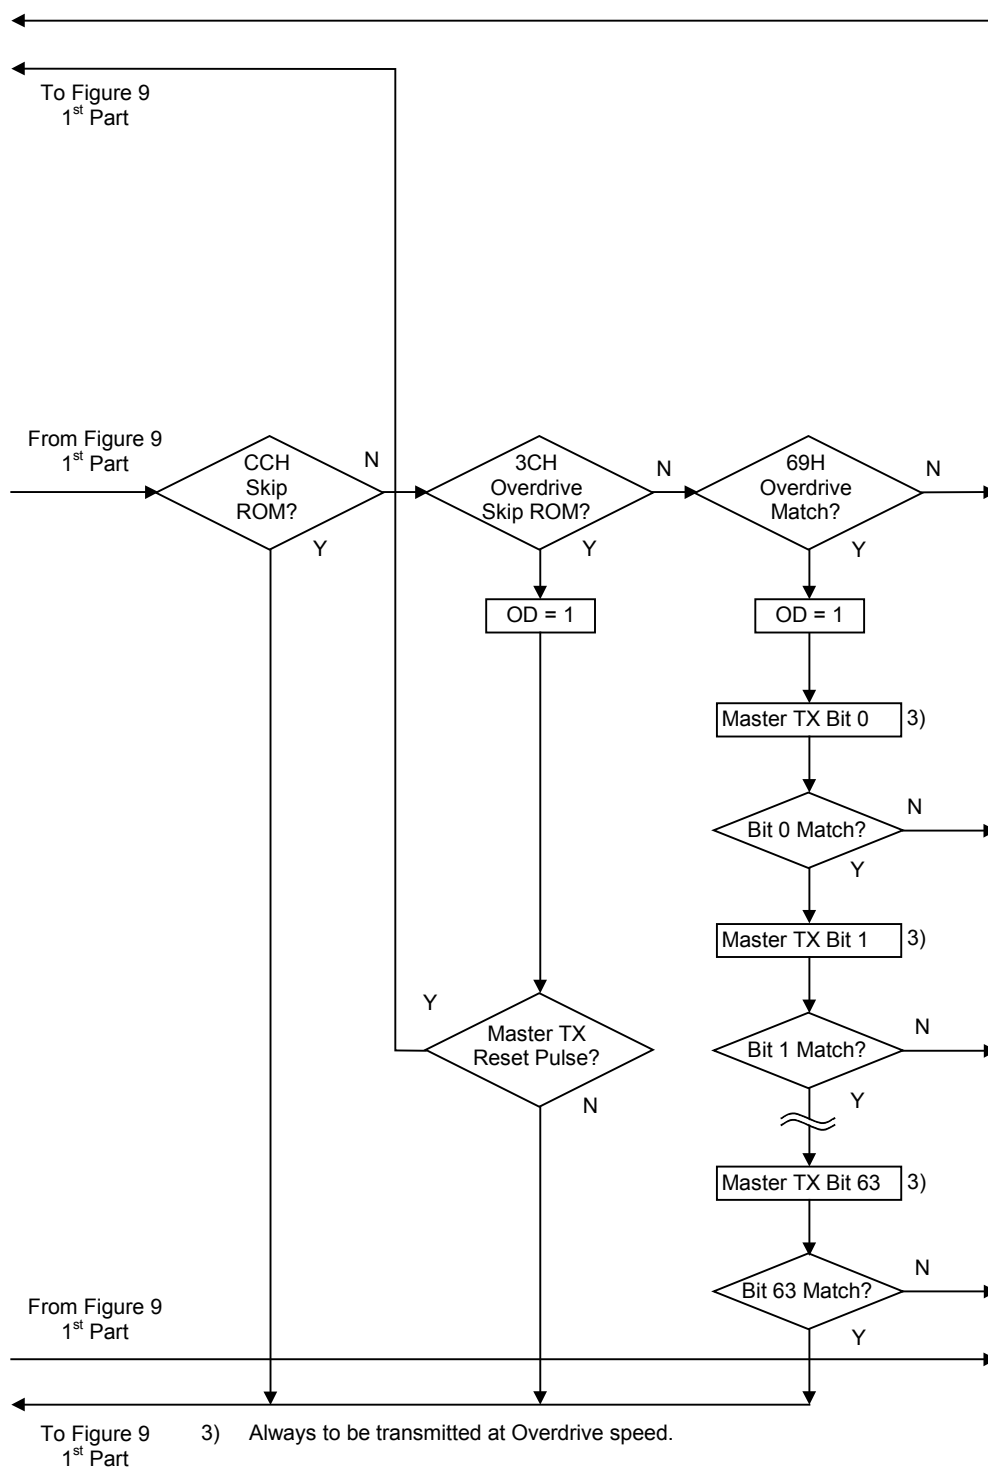 To Figure 9
1st Part
From Figure 9
1st Part
CCH
Skip
ROM?
N
Y
3CH
Overdrive
Skip ROM?
N
Y
69H
Overdrive
Match?
N
Y
OD = 1
OD = 1
Master TX Bit 0
3)
Bit 0 Match?
N
Y
Master TX Bit 1
3)
Y
Master TX
Reset Pulse?
N
Bit 1 Match?
N
Y
Master TX Bit 63
3)
Bit 63 Match?
N
Y
From Figure 9
1st Part
To Figure 9
1st Part
3) Always to be transmitted at Overdrive speed.